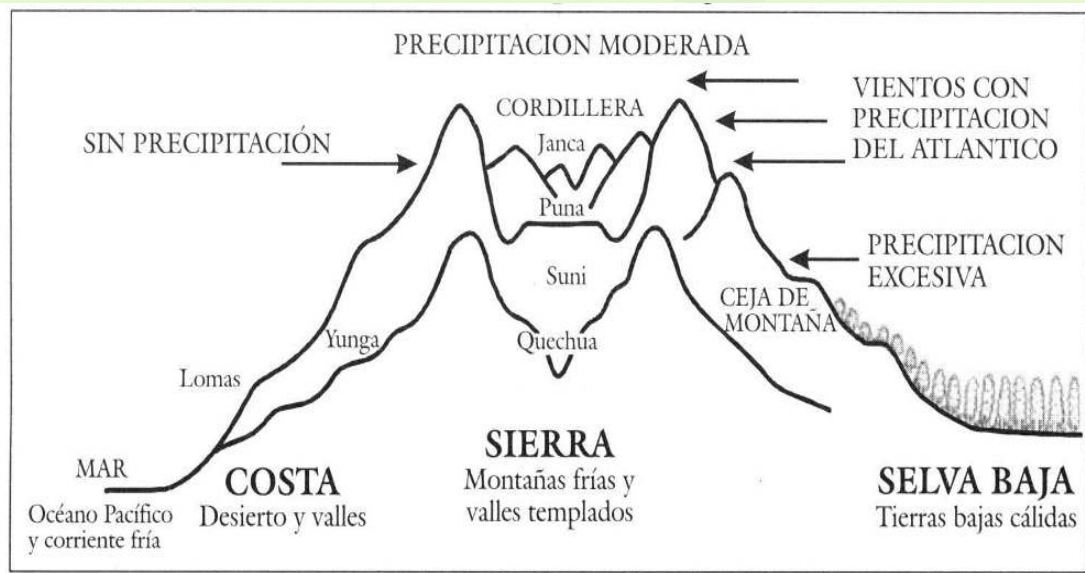 PRECIPITACION MODERADA
VIENTOS CON
PRECIPITACION
DEL ATLANTICO
CORDILLERA
SIN PRECIPITACIÓN
Janca
Puna
PRECIPITACION
EXCESIVA
Suni
CEJA DE
MONTAÑA
Yunga
Quechua
Lomas
MAR
Océano Pacífico
y corriente fría
COSTA
Desierto y valles
SIERRA
Montañas frías y
valles templados
SELVA BAJA
Tierras bajas cálidas